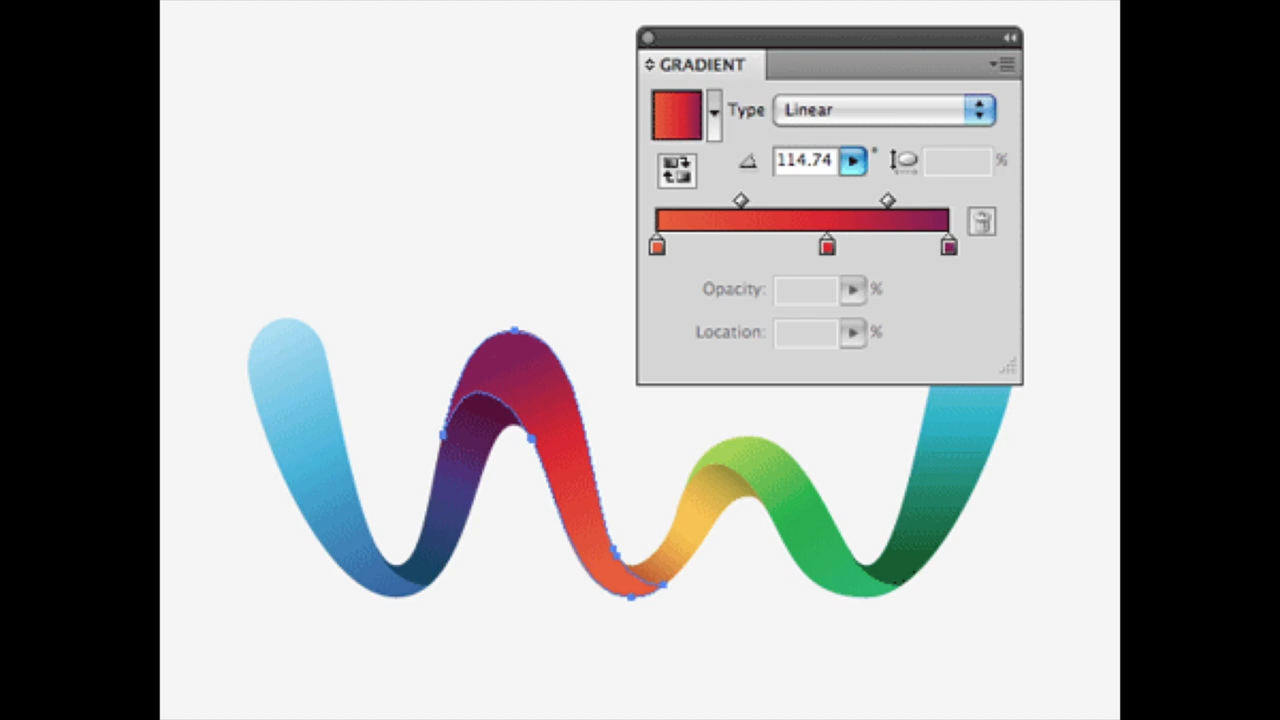 GRADIENT
Type Linear
114.74 ° %
Opacity: %
Location: %